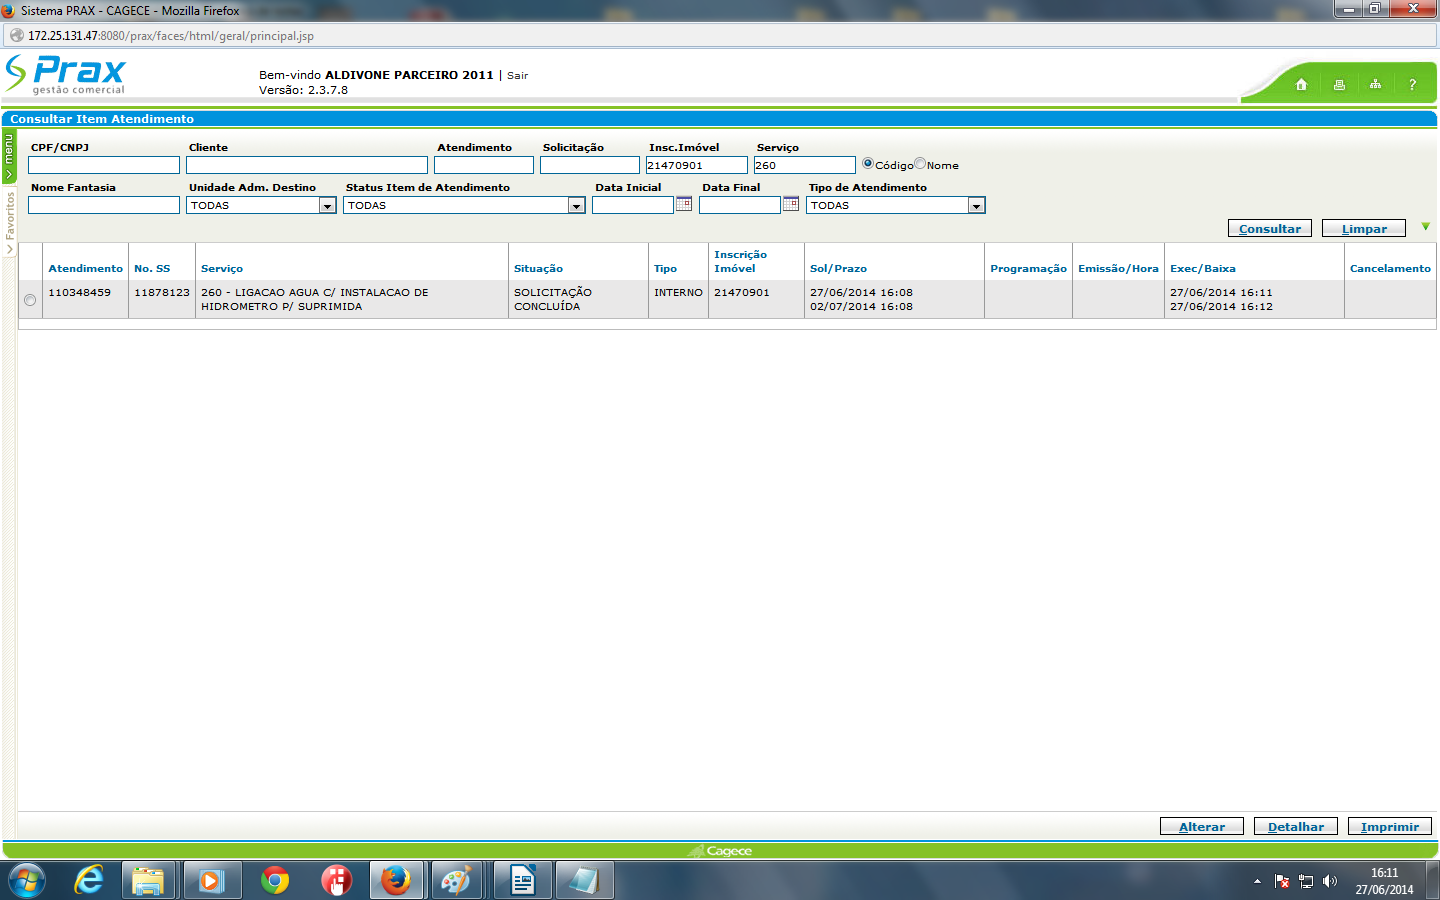 Sistema PRAX - CAGECE - Mozilla Firefox
172.25.131.47:8080/prax/faces/html/geral/principal.jsp
Prax
gestão comercial
Bem-vindo ALDIVONE PARCEIRO 2011 | Sair
Versão: 2.3.7.8
?
Consultar Item Atendimento
menu
Favoritos
CPF/CNPJ Cliente Atendimento Solicitação Insc.Imóvel Serviço
21470901 260 Código Nome
Nome Fantasia Unidade Adm. Destino Status Item de Atendimento Data Inicial Data Final Tipo de Atendimento
TODAS TODAS TODAS
Consultar Limpar
Atendimento No. SS Serviço Situação Tipo Inscrição Imóvel Sol/Prazo Programação Emissão/Hora Exec/Baixa Cancelamento
110348459 11878123 260 - LIGACAO AGUA C/ INSTALACAO DE SOLICITAÇÃO INTERNO 21470901 27/06/2014 16:08 27/06/2014 16:11
HIDROMETRO P/ SUPRIMIDA CONCLUÍDA 02/07/2014 16:08 27/06/2014 16:12
Alterar Detalhar Imprimir
Cagece
16:11
27/06/2014